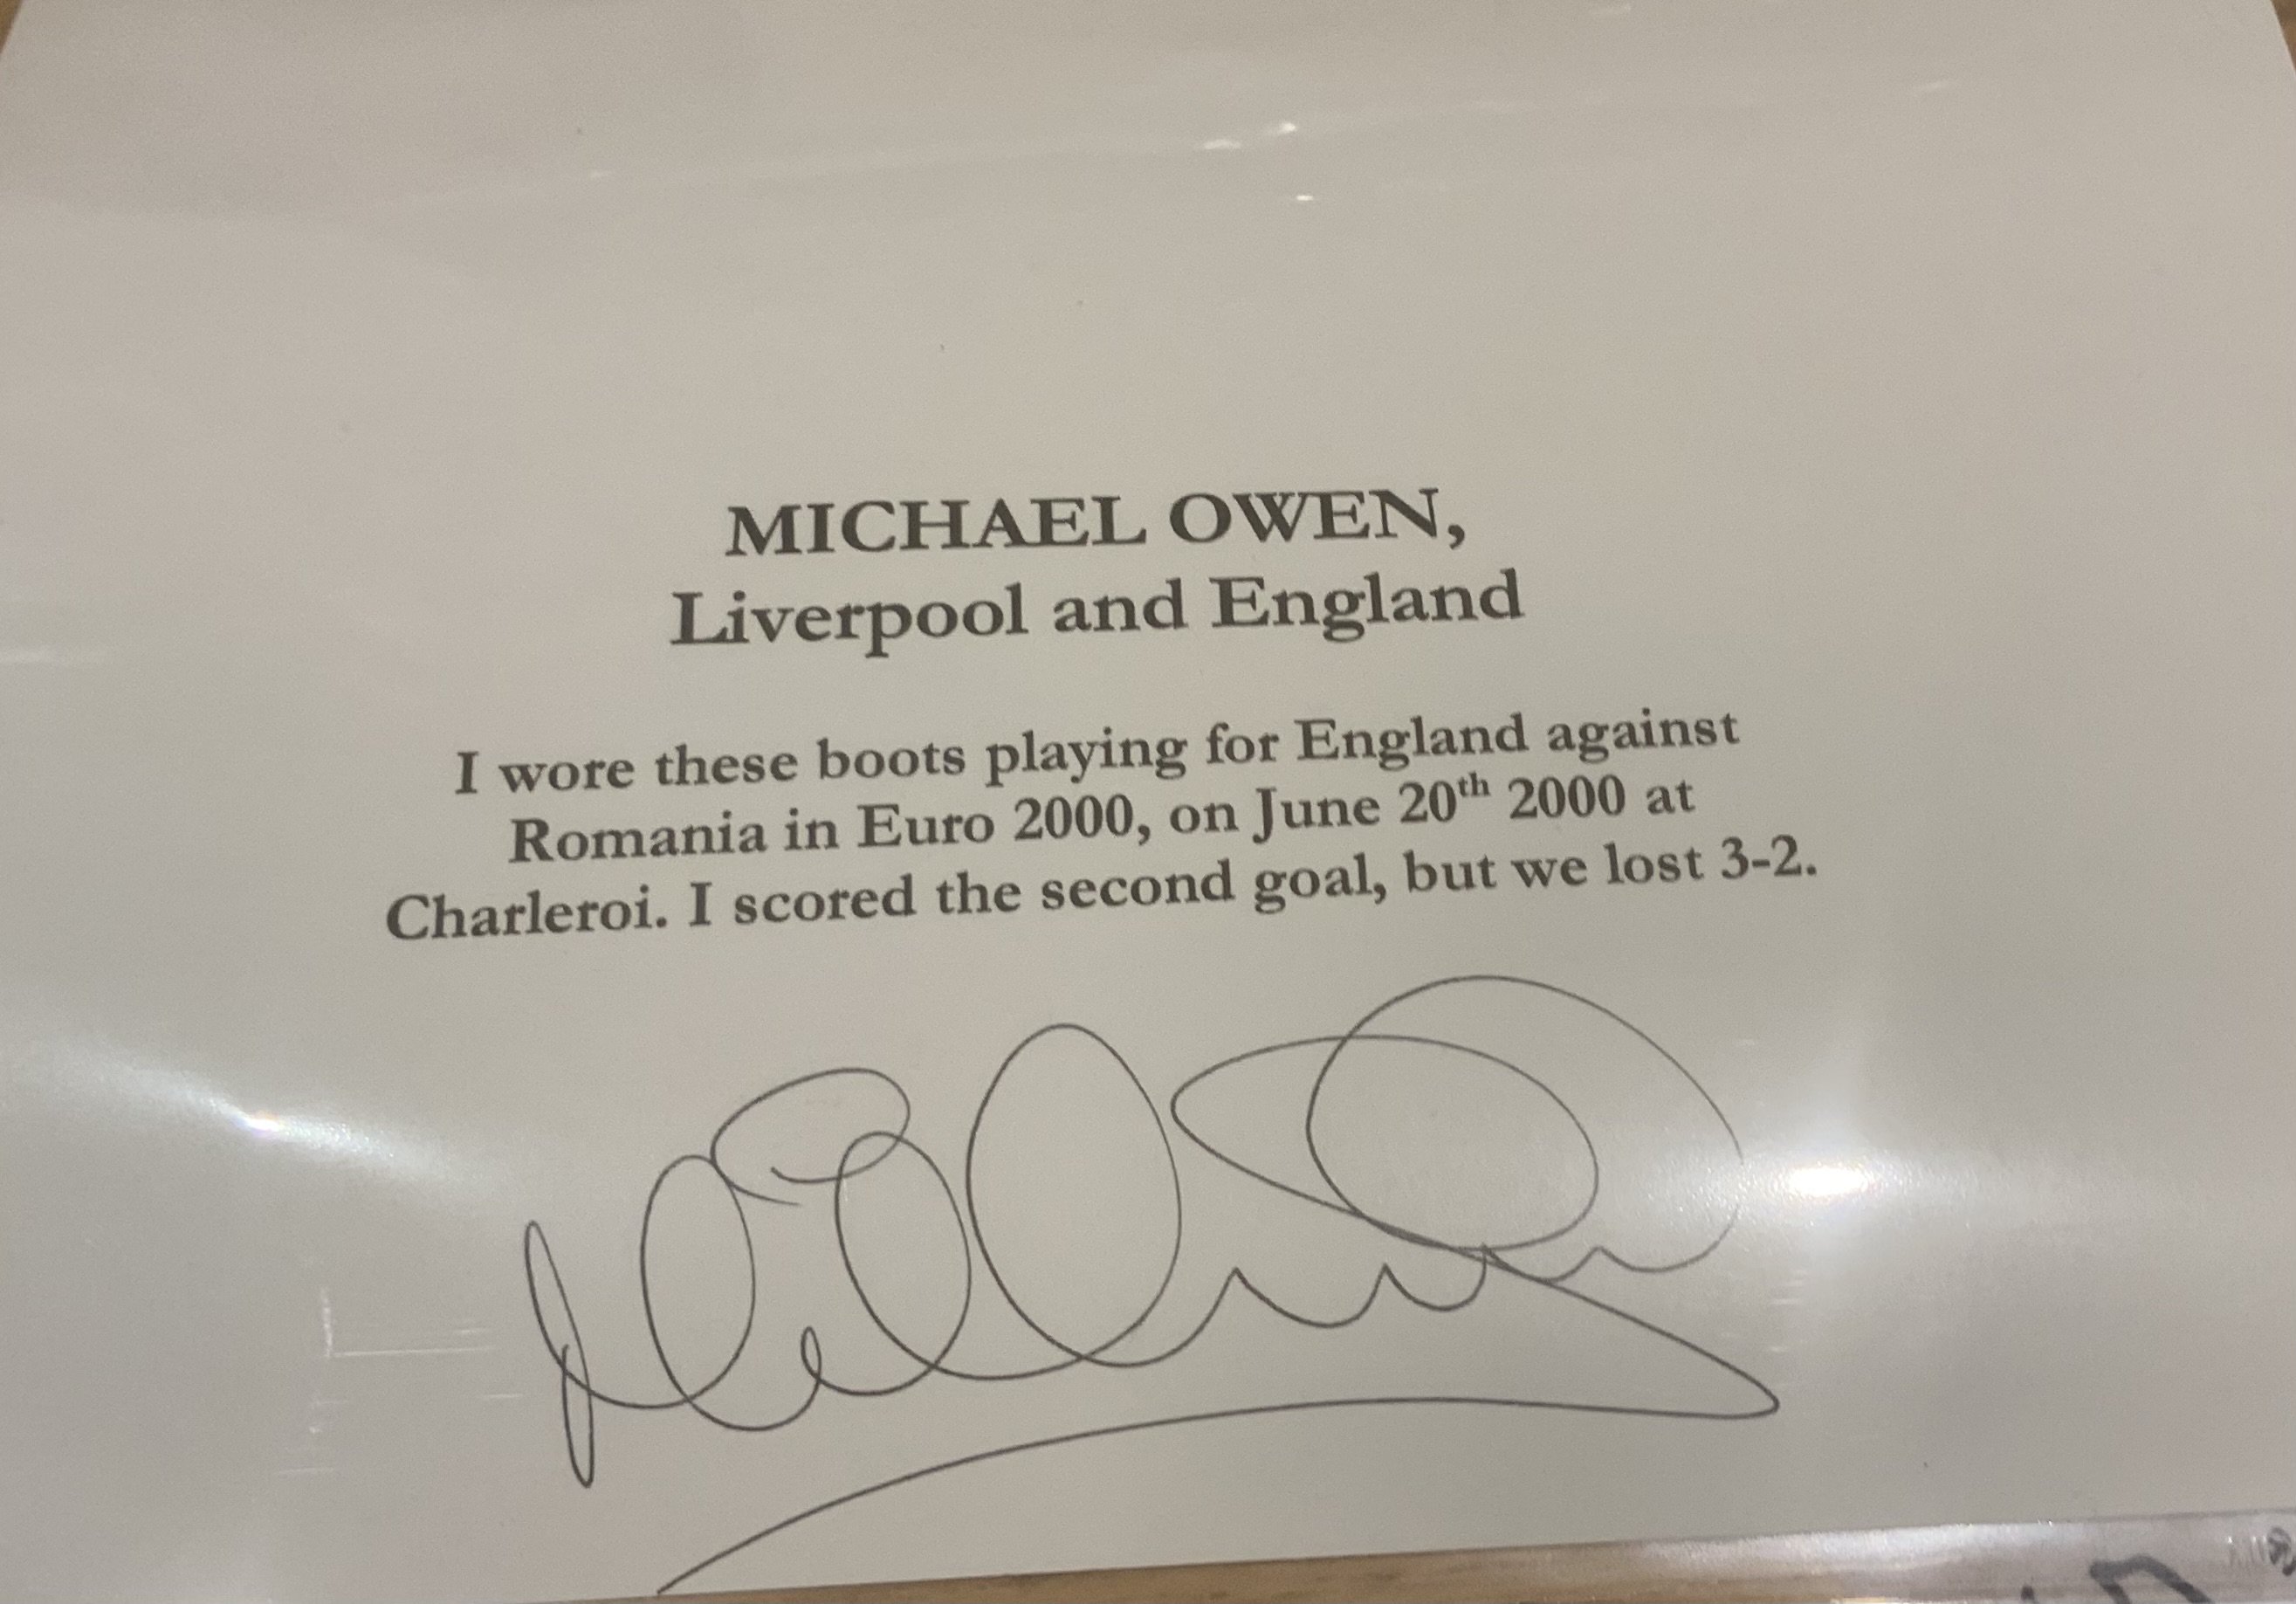 MICHAEL OWEN,
Liverpool and England
I wore these boots playing for England against
Romania in Euro 2000, on June 20th 2000 at
Charleroi. I scored the second goal, but we lost 3-2.